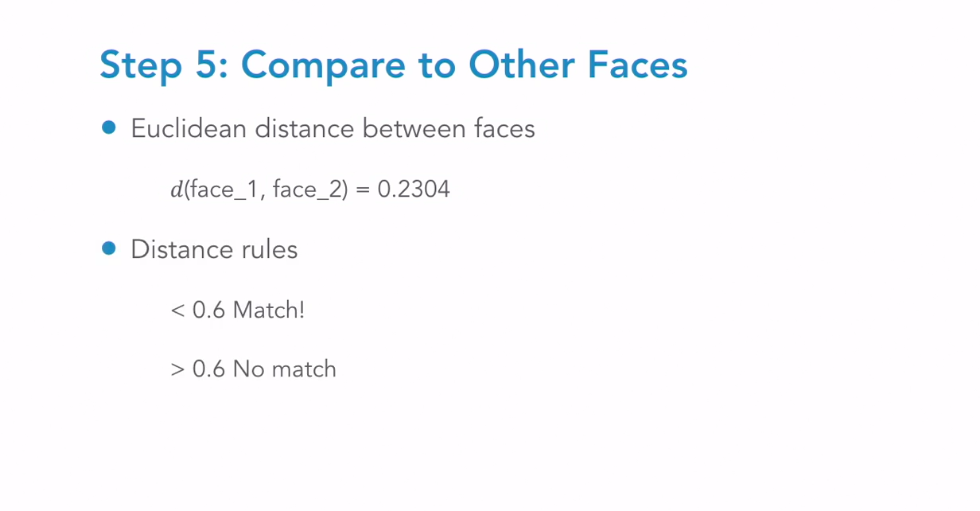 Step 5: Compare to Other Faces
● Euclidean distance between faces
d(face_1, face_2) = 0.2304
● Distance rules
< 0.6 Match!
> 0.6 No match